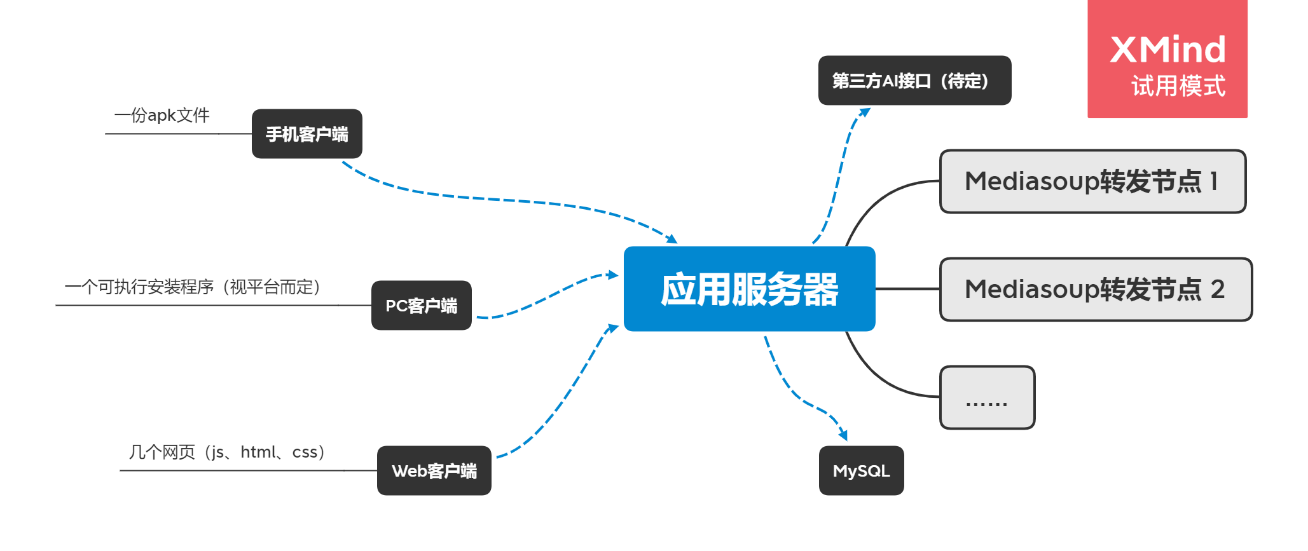 XMind
试用模式
第三方AI接口（待定）
一份apk文件
手机客户端
Mediasoup转发节点 1
一个可执行安装程序（视平台而定）
PC客户端
应用服务器
Mediasoup转发节点 2
......
几个网页（js、html、css）
Web客户端
MySQL